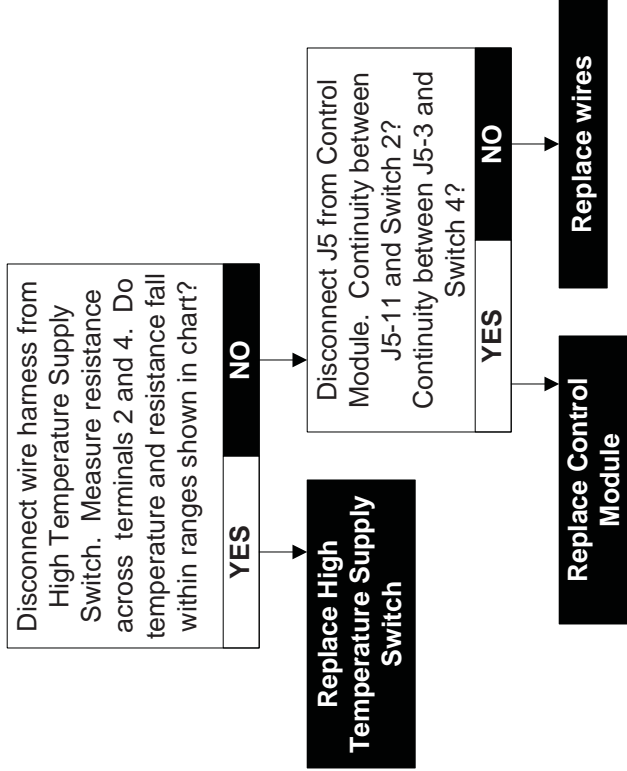 Disconnect wire harness from
High Temperature Supply
Switch. Measure resistance
across terminals 2 and 4. Do
temperature and resistance fall
within ranges shown in chart?
YES
NO
Replace High
Temperature Supply
Switch
Disconnect J5 from Control
Module. Continuity between
J5-11 and Switch 2?
Continuity between J5-3 and
Switch 4?
YES
NO
Replace Control
Module
Replace wires